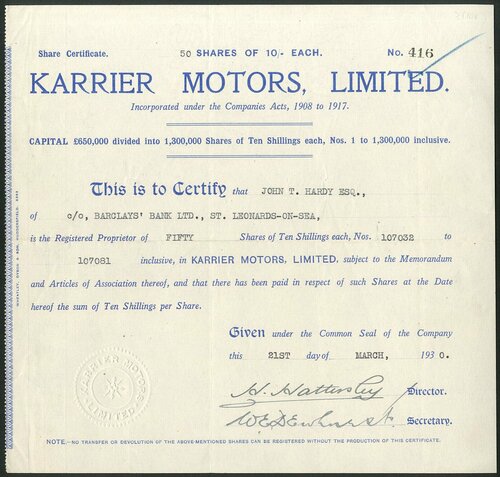 Share Certificate. 50 SHARES OF 10/- EACH. No. 416
KARRIER MOTORS, LIMITED.
Incorporated under the Companies Acts, 1908 to 1917.
CAPITAL £650,000 divided into 1,300,000 Shares of Ten Shillings each, Nos. 1 to 1,300,000 inclusive.
This is to Certify that JOHN T. HARDY ESQ.,
of c/o, BARCLAYS' BANK LTD., ST. LEONARDS-ON-SEA,
is the Registered Proprietor of FIFTY Shares of Ten Shillings each, Nos. 107032 to
107081 inclusive, in KARRIER MOTORS, LIMITED, subject to the Memorandum
and Articles of Association thereof, and that there has been paid in respect of such Shares at the Date
hereof the sum of Ten Shillings per Share.
Given under the Common Seal of the Company
this 21ST day of MARCH, 1930.
H. Hattersley Director.
Secretary.
KARRIER MOTORS LIMITED
NOTE.—NO TRANSFER OR DEVOLUTION OF THE ABOVE-MENTIONED SHARES CAN BE REGISTERED WITHOUT THE PRODUCTION OF THIS CERTIFICATE.